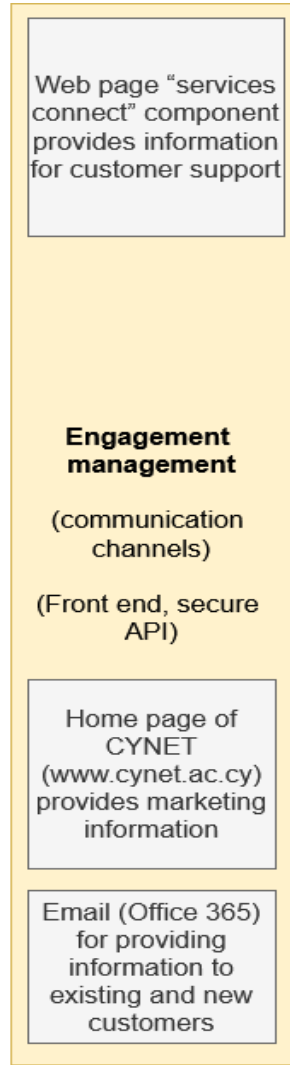 Web page “services
connect” component
provides information
for customer support
Engagement
management
(communication
channels)
(Front end, secure
API)
Home page of
CYNET
(www.cynet.ac.cy)
provides marketing
information
Email (Office 365)
for providing
information to
existing and new
customers